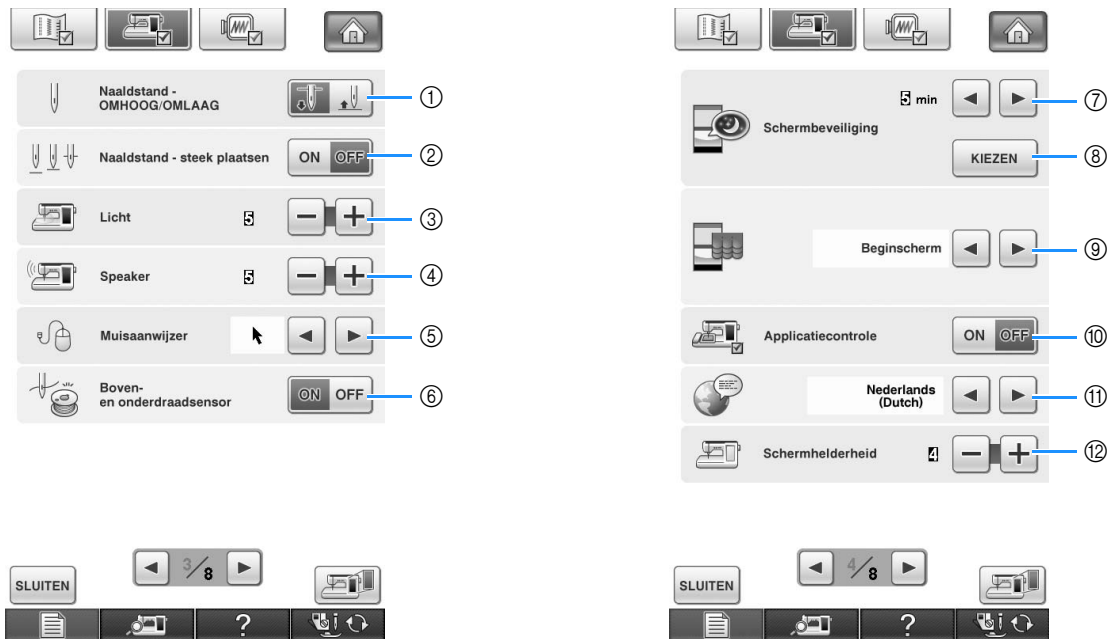 Naaldstand -
OMHOOG/OMLAAG
①
Naaldstand - steek plaatsen
ON OFF
②
Licht 5 − +
③
Speaker 5 − +
④
Muisaanwijzer
⑤
Boven-
en onderdraadsensor
ON OFF
⑥
3/8
SLUITEN
?
5 min
⑦
Schermbeveiliging
KIEZEN
⑧
Beginscherm
⑨
Applicatiecontrole
ON OFF
⑩
Nederlands
(Dutch)
⑪
Schermhelderheid 4 − +
⑫
4/8
SLUITEN
?